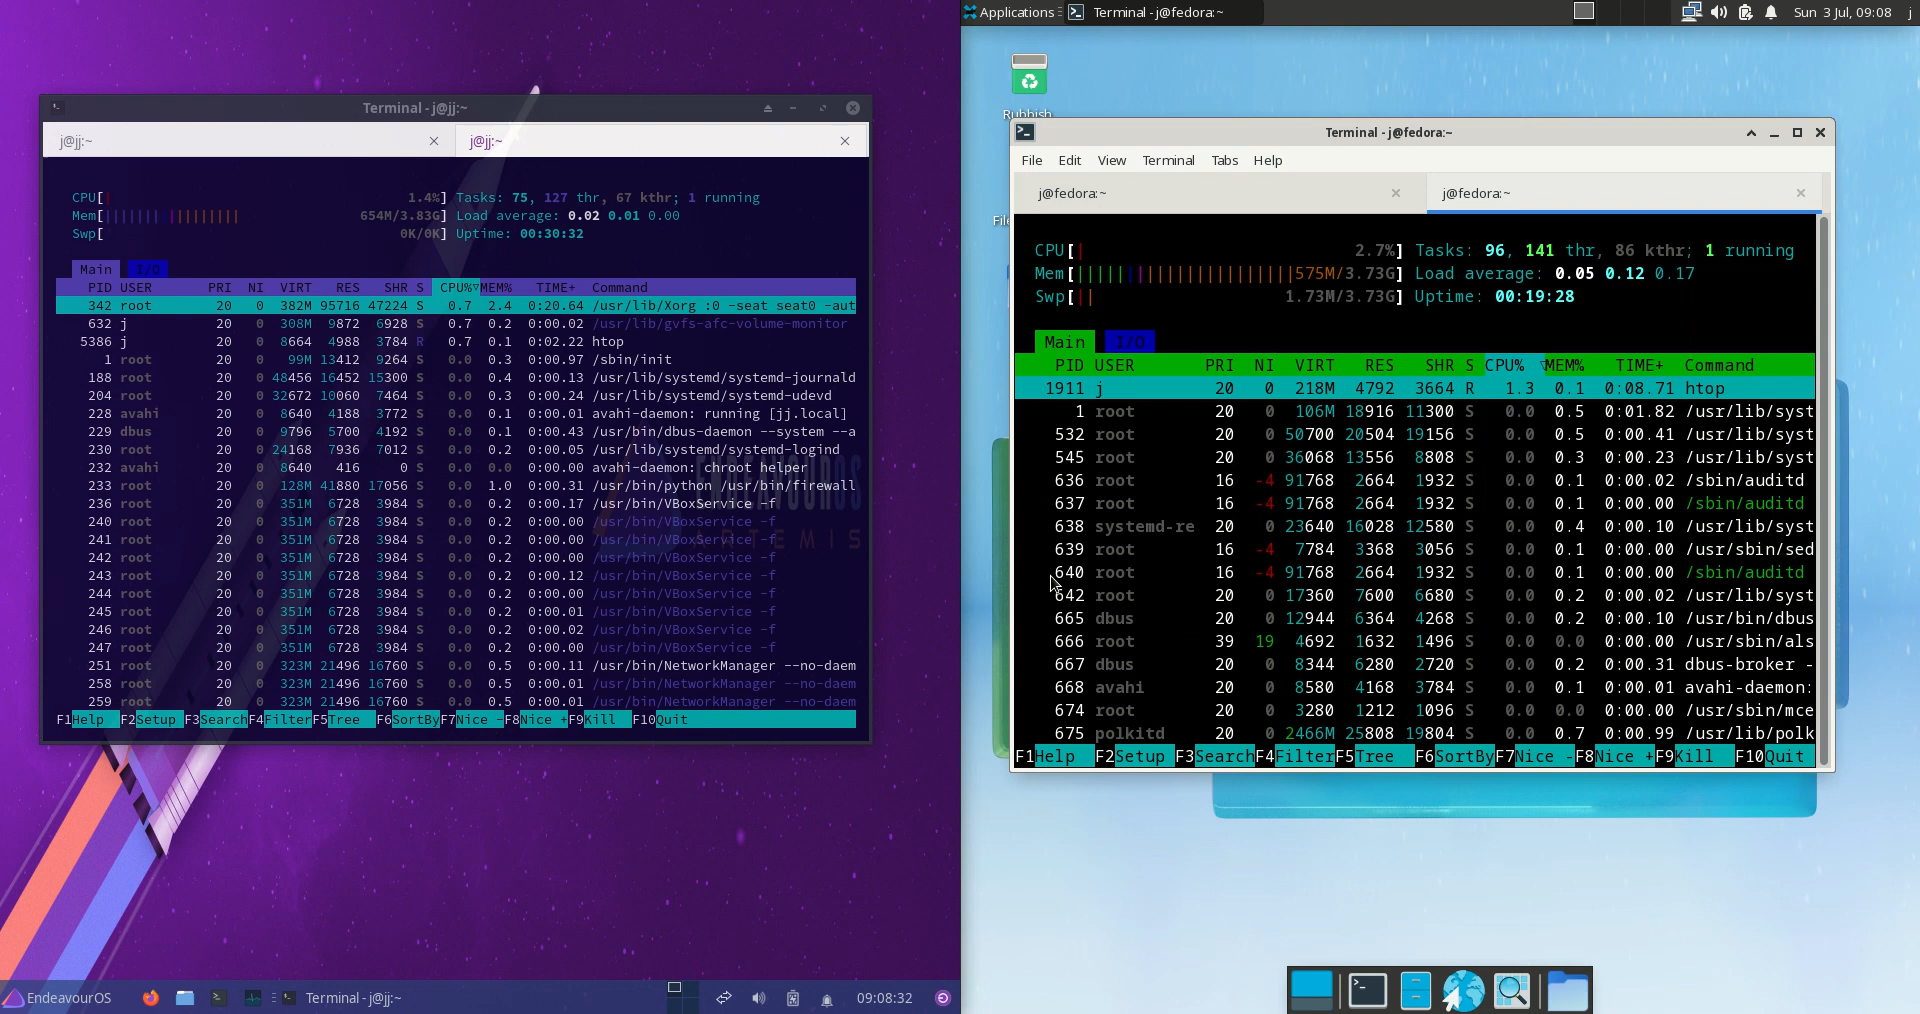 Terminal - j@jj:~
j@jj:~
j@jj:~
CPU[ 1.4%] Tasks: 75, 127 thr, 67 kthr; 1 running
Mem[ 654M/3.83G] Load average: 0.02 0.01 0.00
Swp[ 0K/0K] Uptime: 00:30:32
Main I/O
PID USER PRI NI VIRT RES SHR S CPU%▽MEM% TIME+ Command
342 root 20 0 382M 95716 47224 S 0.7 2.4 0:20.64 /usr/lib/Xorg :0 -seat seat0 -aut
632 j 20 0 308M 9872 6928 S 0.7 0.2 0:00.02 /usr/lib/gvfs-afc-volume-monitor
5386 j 20 0 8664 4988 3784 R 0.7 0.1 0:02.22 htop
1 root 20 0 99M 13412 9264 S 0.0 0.3 0:00.97 /sbin/init
188 root 20 0 48456 16452 15300 S 0.0 0.4 0:00.13 /usr/lib/systemd/systemd-journald
204 root 20 0 32672 10060 7464 S 0.0 0.3 0:00.24 /usr/lib/systemd/systemd-udevd
228 avahi 20 0 8640 4188 3772 S 0.0 0.1 0:00.01 avahi-daemon: running [jj.local]
229 dbus 20 0 9796 5700 4192 S 0.0 0.1 0:00.43 /usr/bin/dbus-daemon --system --a
230 root 20 0 24168 7936 7012 S 0.0 0.2 0:00.05 /usr/lib/systemd/systemd-logind
232 avahi 20 0 8640 416 0 S 0.0 0.0 0:00.00 avahi-daemon: chroot helper
233 root 20 0 128M 41880 17056 S 0.0 1.0 0:00.31 /usr/bin/python /usr/bin/firewall
236 root 20 0 351M 6728 3984 S 0.0 0.2 0:00.17 /usr/bin/VBoxService -f
240 root 20 0 351M 6728 3984 S 0.0 0.2 0:00.00 /usr/bin/VBoxService -f
241 root 20 0 351M 6728 3984 S 0.0 0.2 0:00.00 /usr/bin/VBoxService -f
242 root 20 0 351M 6728 3984 S 0.0 0.2 0:00.00 /usr/bin/VBoxService -f
243 root 20 0 351M 6728 3984 S 0.0 0.2 0:00.12 /usr/bin/VBoxService -f
244 root 20 0 351M 6728 3984 S 0.0 0.2 0:00.00 /usr/bin/VBoxService -f
245 root 20 0 351M 6728 3984 S 0.0 0.2 0:00.01 /usr/bin/VBoxService -f
246 root 20 0 351M 6728 3984 S 0.0 0.2 0:00.02 /usr/bin/VBoxService -f
247 root 20 0 351M 6728 3984 S 0.0 0.2 0:00.00 /usr/bin/VBoxService -f
251 root 20 0 323M 21496 16760 S 0.0 0.5 0:00.11 /usr/bin/NetworkManager --no-daem
258 root 20 0 323M 21496 16760 S 0.0 0.5 0:00.01 /usr/bin/NetworkManager --no-daem
259 root 20 0 323M 21496 16760 S 0.0 0.5 0:00.01 /usr/bin/NetworkManager --no-daem
F1Help F2Setup F3SearchF4FilterF5Tree F6SortByF7Nice -F8Nice +F9Kill F10Quit
EndeavourOS
Terminal - j@jj:~
09:08:32
Applications
Terminal - j@fedora:~
Sun 3 Jul, 09:08
j
Rubbish
Terminal - j@fedora:~
File Edit View Terminal Tabs Help
j@fedora:~
j@fedora:~
CPU[ 2.7%] Tasks: 96, 141 thr, 86 kthr; 1 running
Mem[ 575M/3.73G] Load average: 0.05 0.12 0.17
Swp[ 1.73M/3.73G] Uptime: 00:19:28
Main I/O
PID USER PRI NI VIRT RES SHR S CPU% ▽MEM% TIME+ Command
1911 j 20 0 218M 4792 3664 R 1.3 0.1 0:08.71 htop
1 root 20 0 106M 18916 11300 S 0.0 0.5 0:01.82 /usr/lib/syst
532 root 20 0 50700 20504 19156 S 0.0 0.5 0:00.41 /usr/lib/syst
545 root 20 0 36068 13556 8808 S 0.0 0.3 0:00.23 /usr/lib/syst
636 root 16 -4 91768 2664 1932 S 0.0 0.1 0:00.02 /sbin/auditd
637 root 16 -4 91768 2664 1932 S 0.0 0.1 0:00.00 /sbin/auditd
638 systemd-re 20 0 23640 16028 12580 S 0.0 0.4 0:00.10 /usr/lib/syst
639 root 16 -4 7784 3368 3056 S 0.0 0.1 0:00.00 /usr/sbin/sed
640 root 16 -4 91768 2664 1932 S 0.0 0.1 0:00.00 /sbin/auditd
642 root 20 0 17360 7600 6680 S 0.0 0.2 0:00.02 /usr/lib/syst
665 dbus 20 0 12944 6364 4268 S 0.0 0.2 0:00.10 /usr/bin/dbus
666 root 39 19 4692 1632 1496 S 0.0 0.0 0:00.00 /usr/sbin/als
667 dbus 20 0 8344 6280 2720 S 0.0 0.2 0:00.31 dbus-broker -
668 avahi 20 0 8580 4168 3784 S 0.0 0.1 0:00.01 avahi-daemon:
674 root 20 0 3280 1212 1096 S 0.0 0.0 0:00.00 /usr/sbin/mce
675 polkitd 20 0 2466M 25808 19804 S 0.0 0.7 0:00.99 /usr/lib/polk
F1Help F2Setup F3SearchF4FilterF5Tree F6SortByF7Nice -F8Nice +F9Kill F10Quit